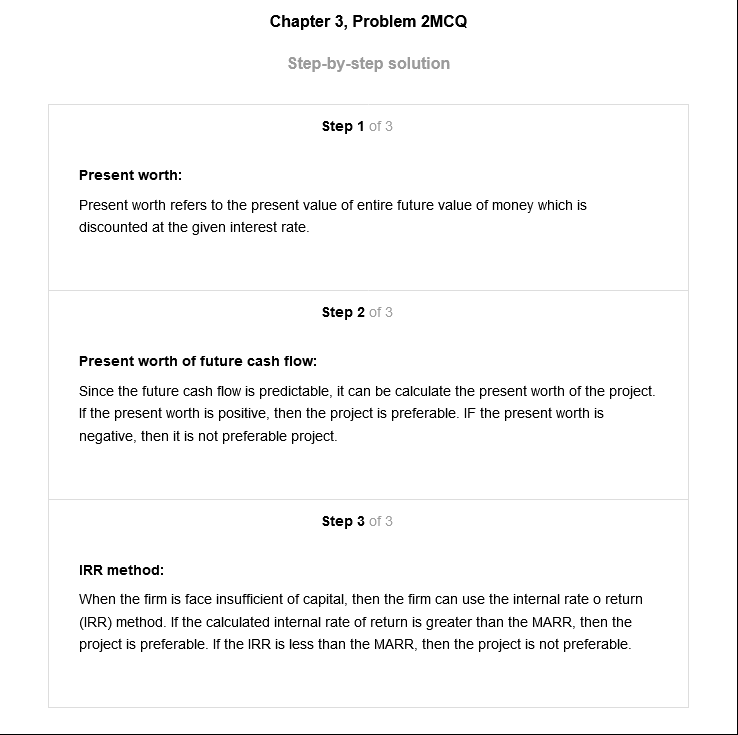 Chapter 3, Problem 2MCQ
Step-by-step solution
Step 1 of 3
Present worth:
Present worth refers to the present value of entire future value of money which is
discounted at the given interest rate.
Step 2 of 3
Present worth of future cash flow:
Since the future cash flow is predictable, it can be calculate the present worth of the project.
If the present worth is positive, then the project is preferable. IF the present worth is
negative, then it is not preferable project.
Step 3 of 3
IRR method:
When the firm is face insufficient of capital, then the firm can use the internal rate o return
(IRR) method. If the calculated internal rate of return is greater than the MARR, then the
project is preferable. If the IRR is less than the MARR, then the project is not preferable.